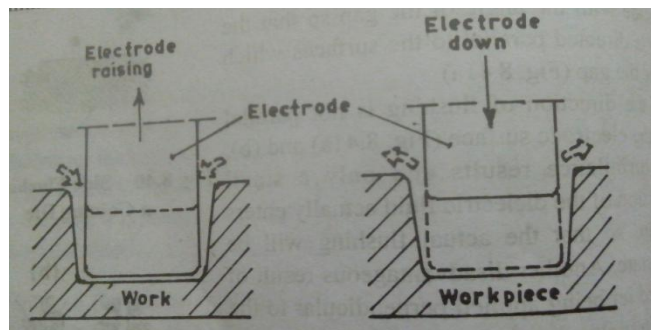 Electrode
raising
Electrode
Electrode
down
Work
Workpiece